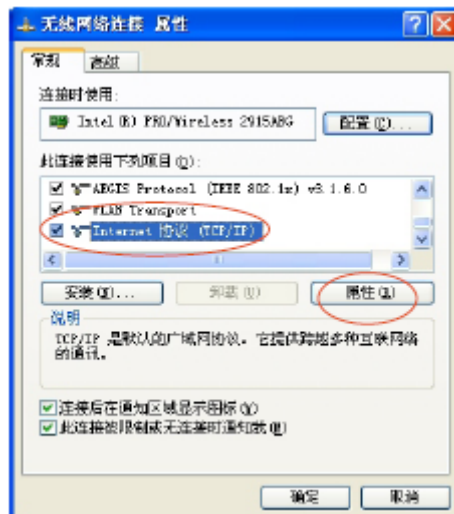 无线网络连接 属性
常规 高级
连接时使用:
Intel(R) PRO/Wireless 2915ABG 配置(C)...
此连接使用下列项目(O):
AEGIS Protocol (IEEE 802.1x) v3.1.6.0
VLAN Transport
Internet 协议 (TCP/IP)
安装(N)... 卸载(U) 属性(R)
说明
TCP/IP 是默认的广域网协议。它提供跨越多种互联网络
的通讯。
连接后在通知区域显示图标(W)
此连接被限制或无连接时通知我(M)
确定 取消